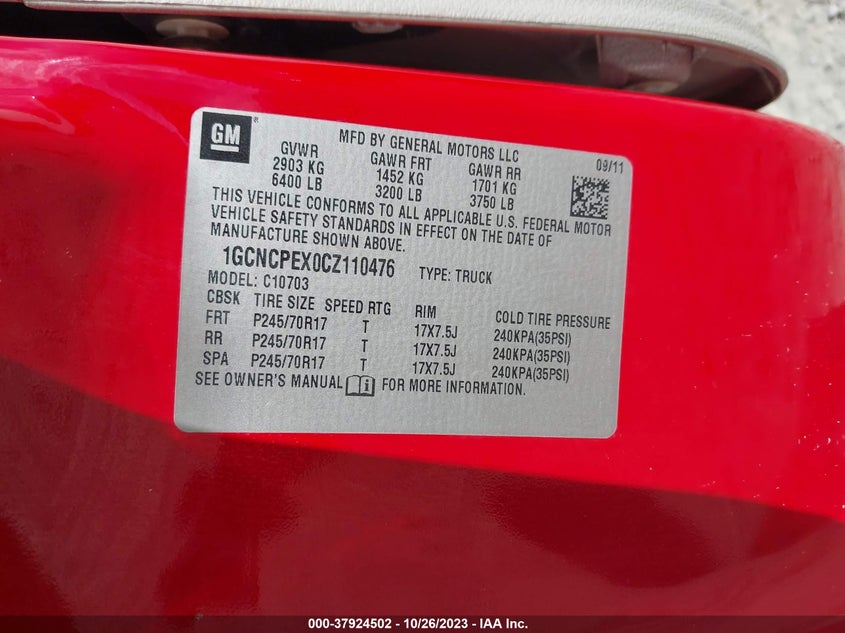 GM
MFD BY GENERAL MOTORS LLC
09/11
GVWR GAWR FRT GAWR RR
2903 KG 1452 KG 1701 KG
6400 LB 3200 LB 3750 LB
THIS VEHICLE CONFORMS TO ALL APPLICABLE U.S. FEDERAL MOTOR
VEHICLE SAFETY STANDARDS IN EFFECT ON THE DATE OF
MANUFACTURE SHOWN ABOVE.
1GCNCPEX0CZ110476 TYPE: TRUCK
MODEL: C10703
CBSK TIRE SIZE SPEED RTG RIM COLD TIRE PRESSURE
FRT P245/70R17 T 17X7.5J 240KPA(35PSI)
RR P245/70R17 T 17X7.5J 240KPA(35PSI)
SPA P245/70R17 T 17X7.5J 240KPA(35PSI)
SEE OWNER'S MANUAL FOR MORE INFORMATION.
000-37924502 - 10/26/2023 - IAA Inc.